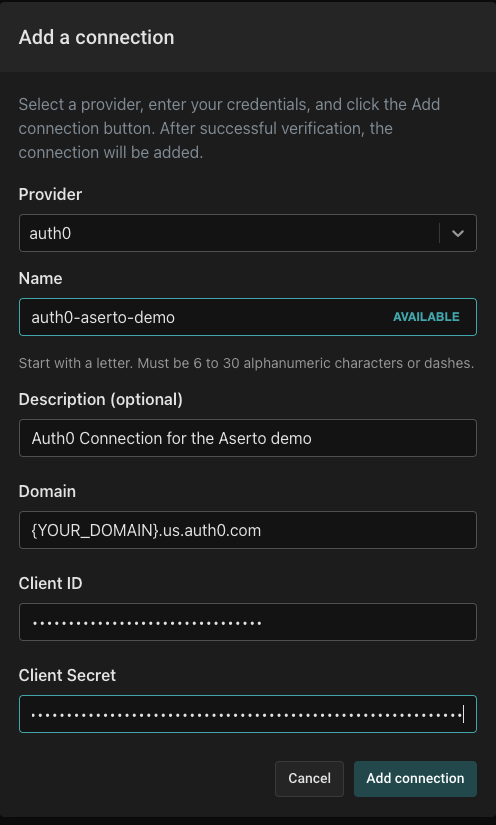 Add a connection
Select a provider, enter your credentials, and click the Add
connection button. After successful verification, the
connection will be added.
Provider
auth0
Name
auth0-aserto-demo AVAILABLE
Start with a letter. Must be 6 to 30 alphanumeric characters or dashes.
Description (optional)
Auth0 Connection for the Aserto demo
Domain
{YOUR_DOMAIN}.us.auth0.com
Client ID
Client Secret
Cancel Add connection